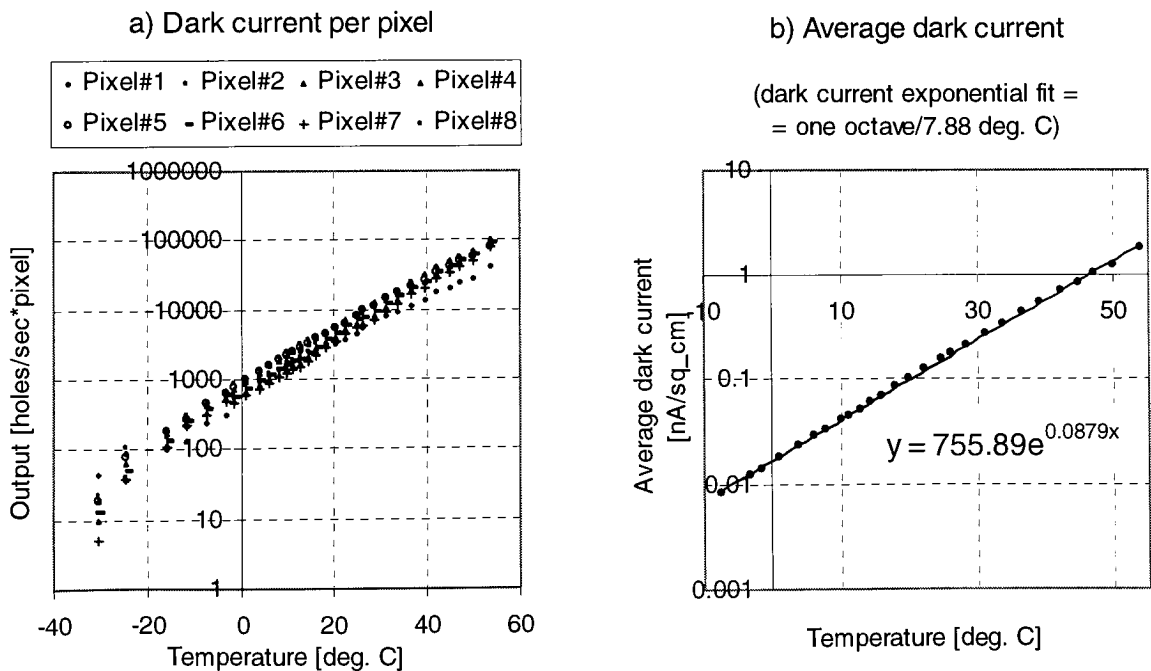 a) Dark current per pixel
Pixel#1 Pixel#2 Pixel#3 Pixel#4
Pixel#5 Pixel#6 Pixel#7 Pixel#8
1000000
100000
10000
1000
100
10
1
Output [holes/sec*pixel]
-40 -20 0 20 40 60
Temperature [deg. C]
b) Average dark current
(dark current exponential fit =
= one octave/7.88 deg. C)
10
1
-10 10 30 50
0.1
y = 755.89e^0.0879x
0.01
0.001
Average dark current
[nA/sq_cm]
Temperature [deg. C]